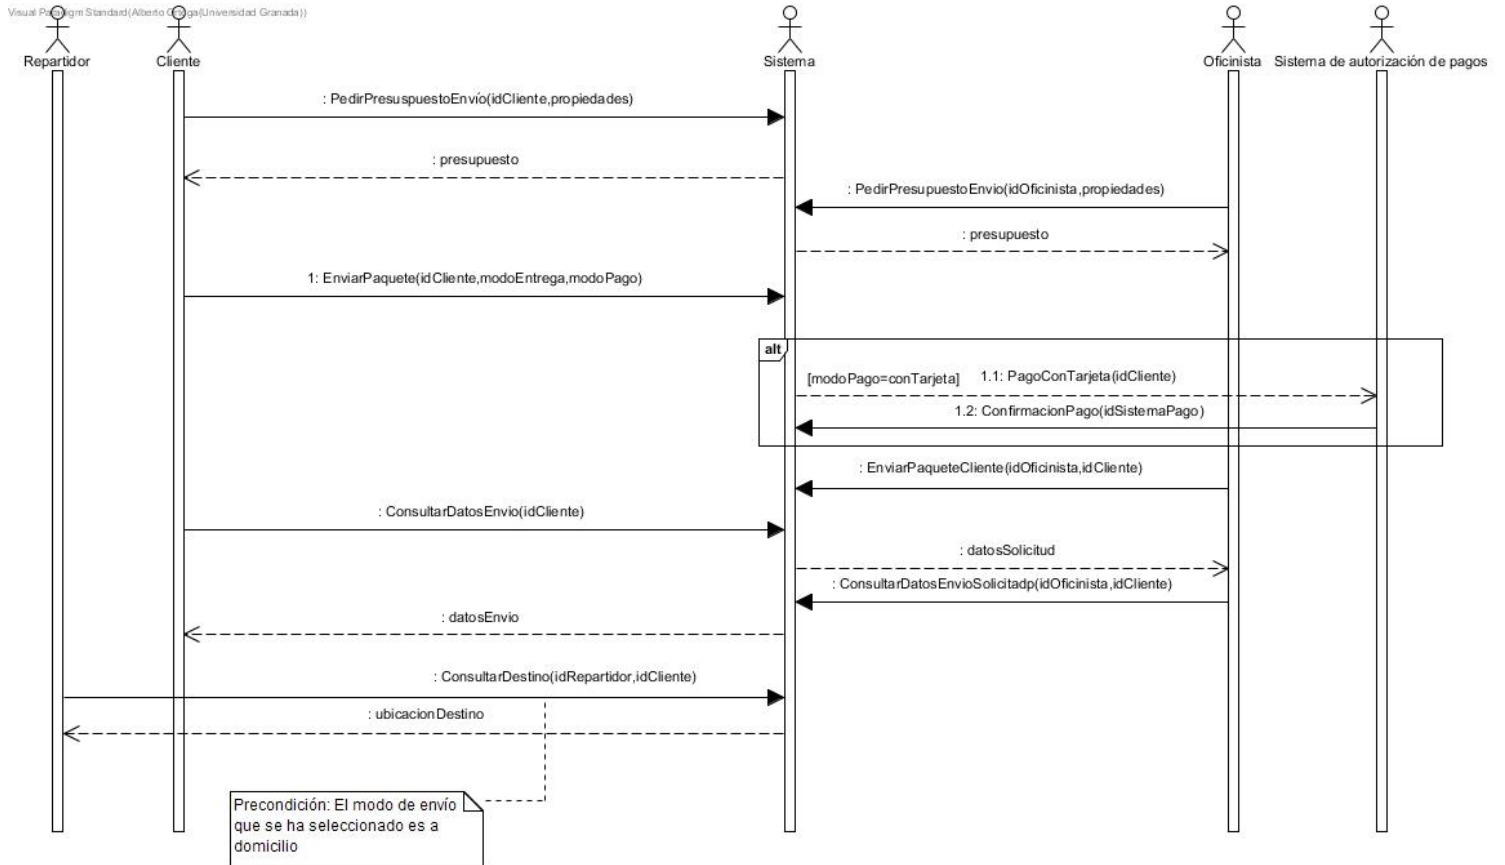 Visual Paradigm Standard(Alberto Ortega(Universidad Granada))
Repartidor
Cliente
Sistema
Oficinista
Sistema de autorización de pagos
: PedirPresuspuestoEnvío(idCliente,propiedades)
: presupuesto
: PedirPresupuestoEnvio(idOficinista,propiedades)
: presupuesto
1: EnviarPaquete(idCliente,modoEntrega,modoPago)
alt
[modoPago=conTarjeta]
1.1: PagoConTarjeta(idCliente)
1.2: ConfirmacionPago(idSistemaPago)
: EnviarPaqueteCliente(idOficinista,idCliente)
: ConsultarDatosEnvio(idCliente)
: datosSolicitud
: ConsultarDatosEnvioSolicitadp(idOficinista,idCliente)
: datosEnvio
: ConsultarDestino(idRepartidor,idCliente)
: ubicacionDestino
Precondición: El modo de envío
que se ha seleccionado es a
domicilio